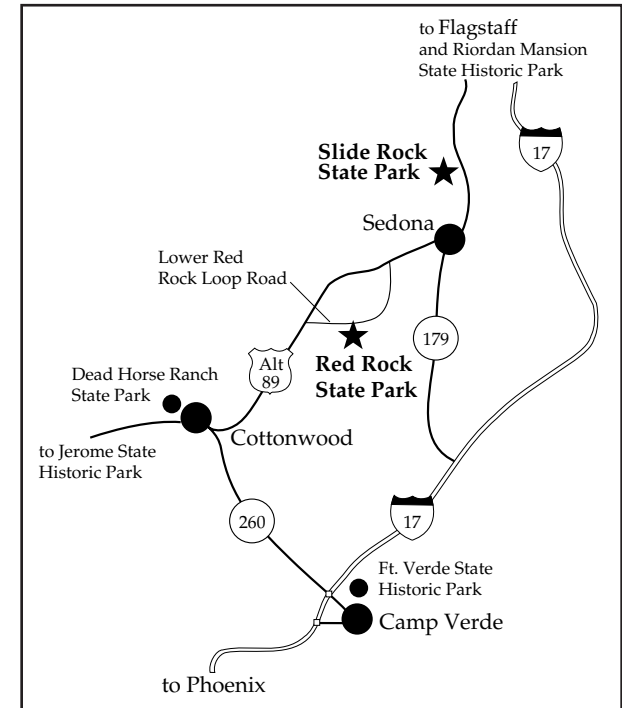 to Flagstaff
and Riordan Mansion
State Historic Park
17
Slide Rock
State Park
Sedona
Lower Red
Rock Loop Road
179
Alt
89
Red Rock
State Park
Dead Horse Ranch
State Park
Cottonwood
to Jerome State
Historic Park
260
17
Ft. Verde State
Historic Park
Camp Verde
to Phoenix